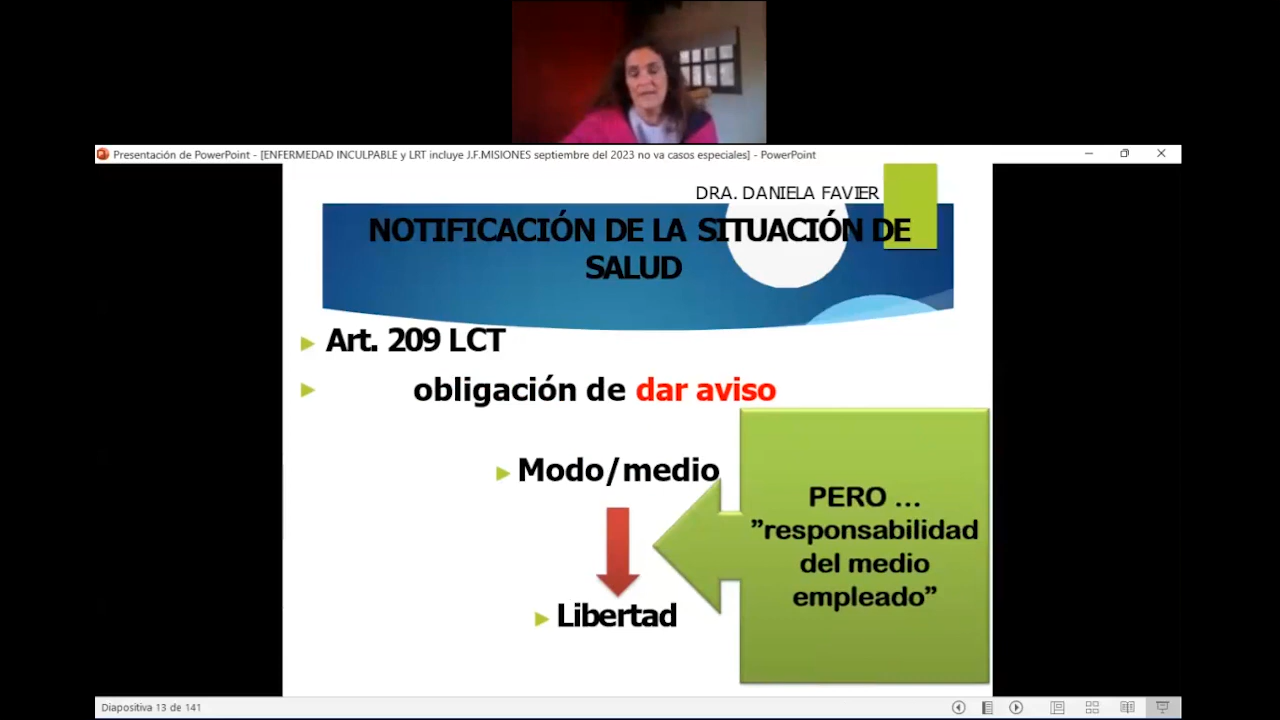 Presentación de PowerPoint - [ENFERMEDAD INCULPABLE y LRT incluye J.F.MISIONES septiembre del 2023 no va casos especiales] - PowerPoint
DRA. DANIELA FAVIER
NOTIFICACIÓN DE LA SITUACIÓN DE
SALUD
Art. 209 LCT
obligación de dar aviso
Modo/medio
PERO ...
”responsabilidad
del medio
empleado”
Libertad
Diapositiva 13 de 141